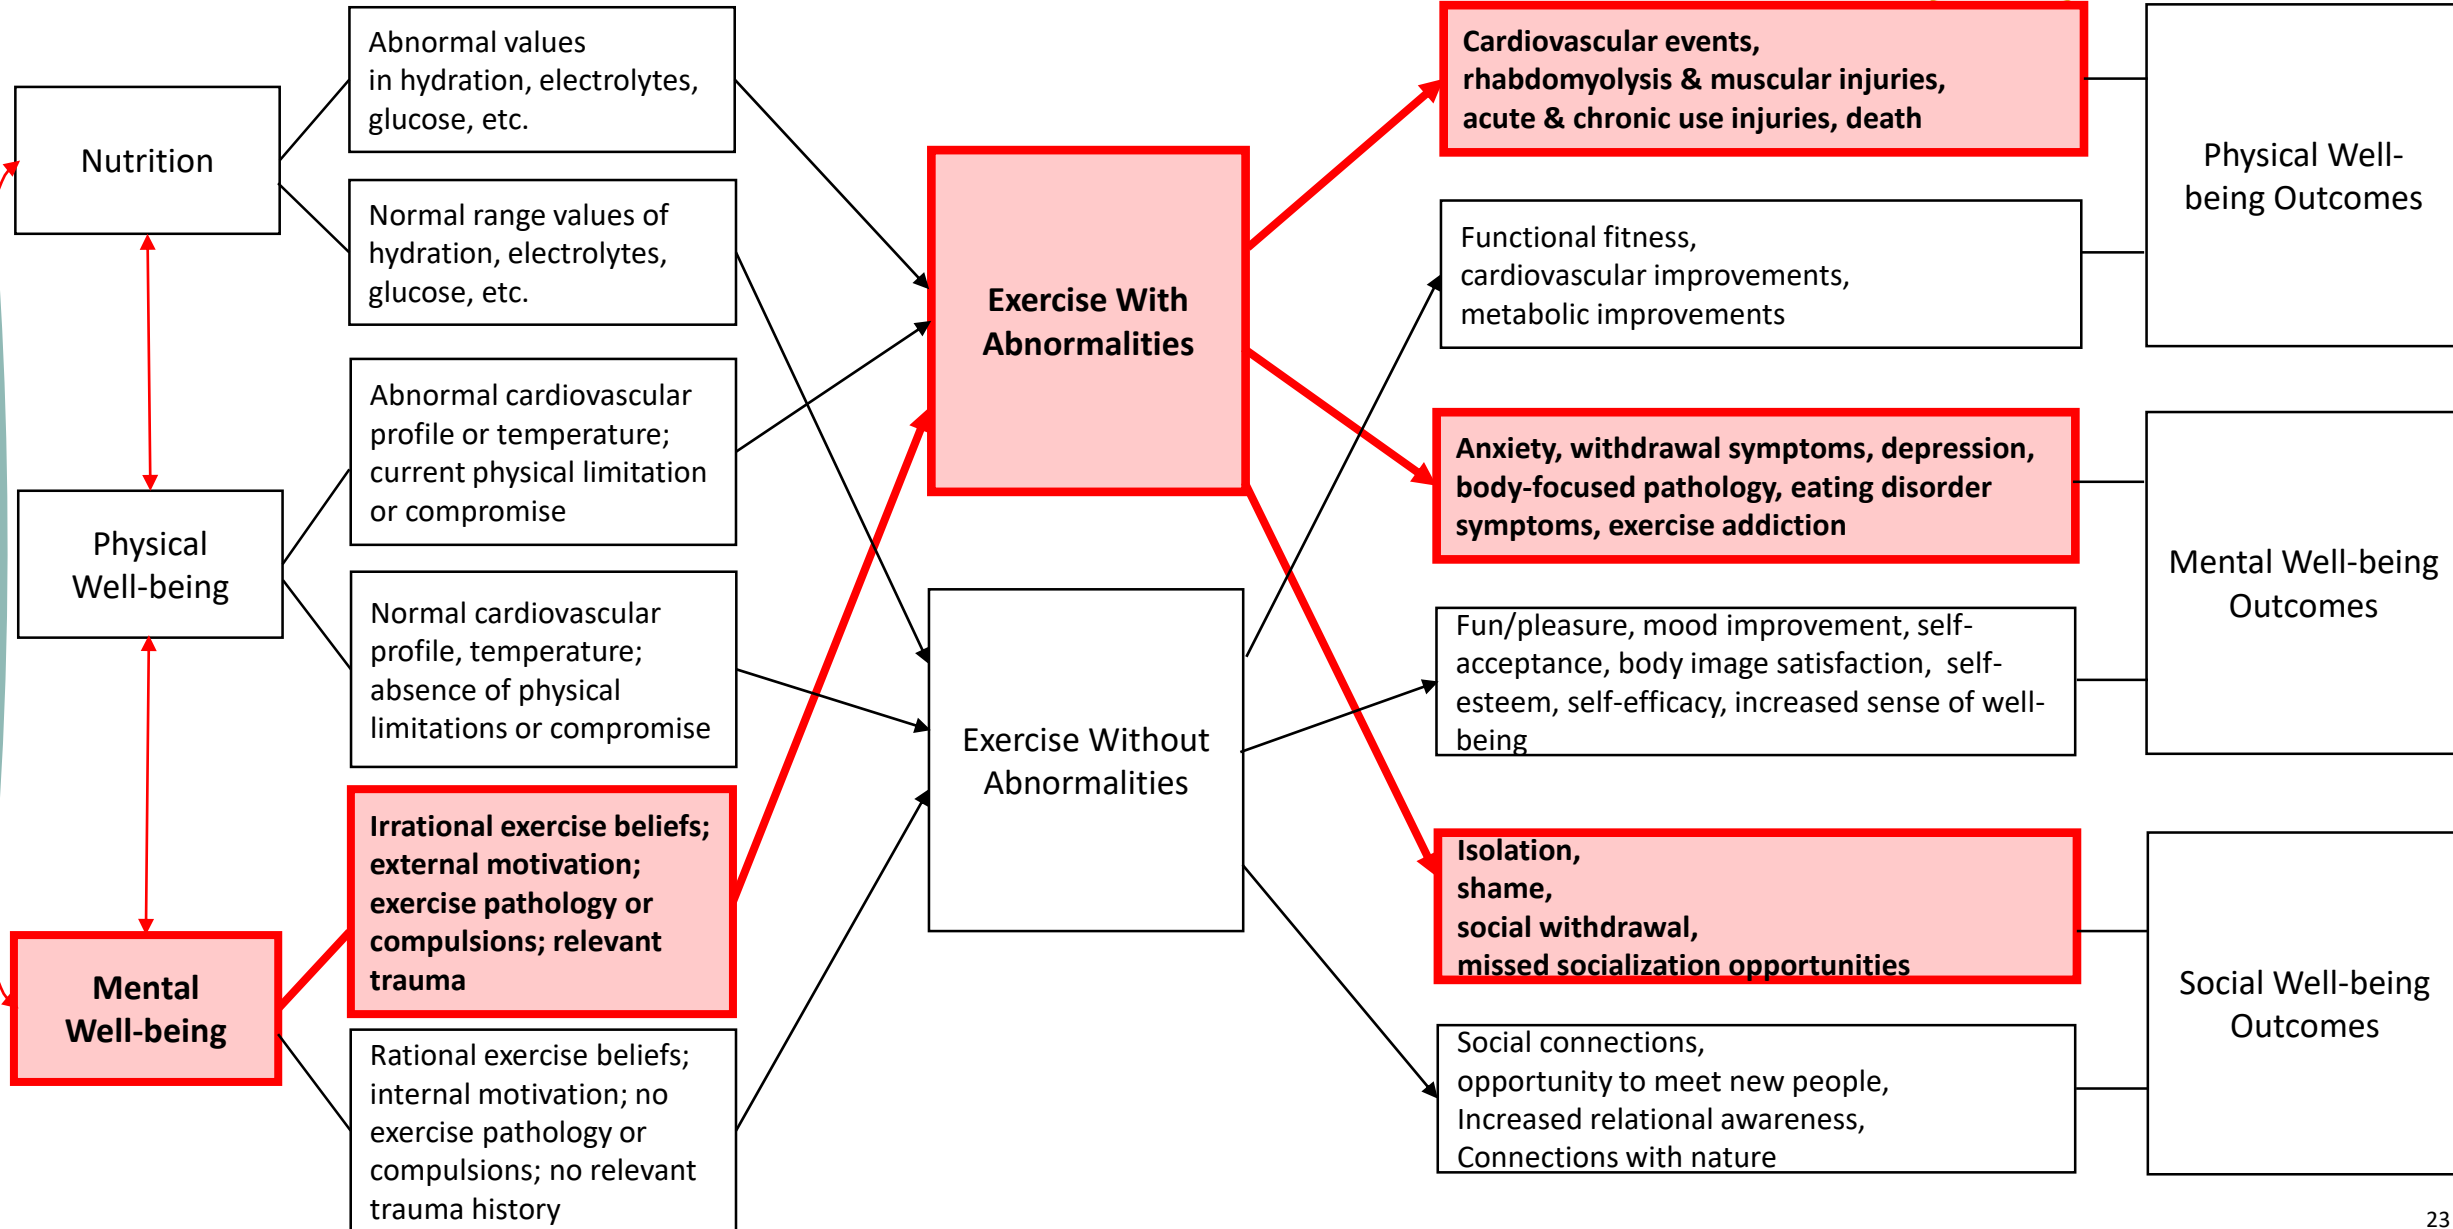 Nutrition
Abnormal values
in hydration, electrolytes,
glucose, etc.
Normal range values of
hydration, electrolytes,
glucose, etc.
Physical
Well-being
Abnormal cardiovascular
profile or temperature;
current physical limitation
or compromise
Normal cardiovascular
profile, temperature;
absence of physical
limitations or compromise
Mental
Well-being
Irrational exercise beliefs;
external motivation;
exercise pathology or
compulsions; relevant
trauma
Rational exercise beliefs;
internal motivation; no
exercise pathology or
compulsions; no relevant
trauma history
Exercise With
Abnormalities
Exercise Without
Abnormalities
Cardiovascular events,
rhabdomyolysis & muscular injuries,
acute & chronic use injuries, death
Functional fitness,
cardiovascular improvements,
metabolic improvements
Physical Well-
being Outcomes
Anxiety, withdrawal symptoms, depression,
body-focused pathology, eating disorder
symptoms, exercise addiction
Fun/pleasure, mood improvement, self-
acceptance, body image satisfaction,  self-
esteem, self-efficacy, increased sense of well-
being
Mental Well-being
Outcomes
Isolation,
shame,
social withdrawal,
missed socialization opportunities
Social connections,
opportunity to meet new people,
Increased relational awareness,
Connections with nature
Social Well-being
Outcomes
23